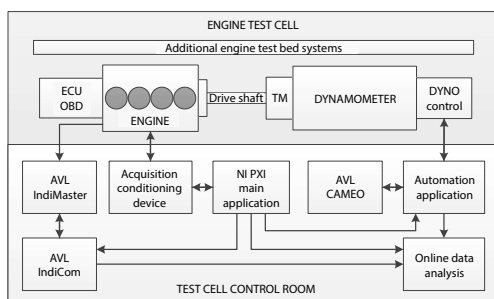 ENGINE TEST CELL
Additional engine test bed systems
ECU
OBD
ENGINE
Drive shaft
TM
DYNAMOMETER
DYNO
control
AVL
IndiMaster
Acquisition
conditioning
device
NI PXI
main
application
AVL
CAMEO
Automation
application
AVL
IndiCom
Online data
analysis
TEST CELL CONTROL ROOM